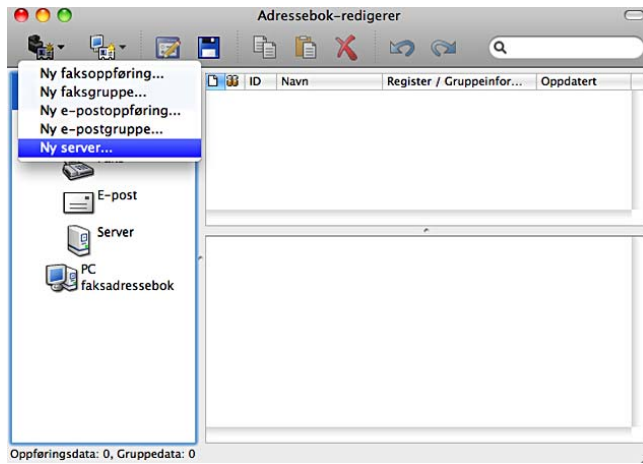 Adressebok-redigerer
Ny faksoppføring...
Ny faksgruppe...
Ny e-postoppføring...
Ny e-postgruppe...
Ny server...
ID Navn Register / Gruppeinfor... Oppdatert
E-post
Server
PC
faksadressebok
Oppføringsdata: 0, Gruppedata: 0